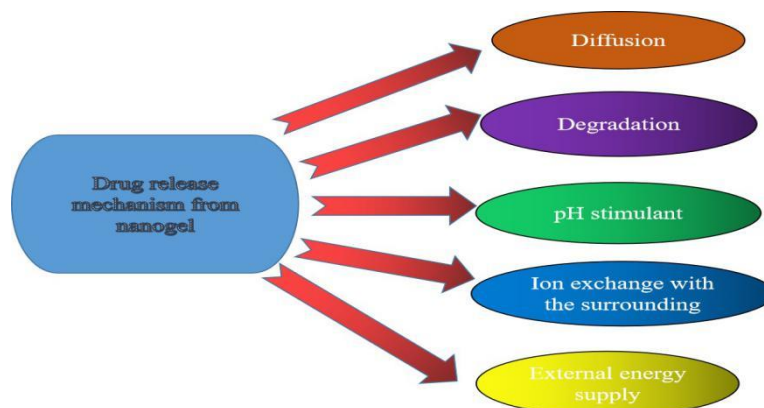 Drug release
mechanism from
nanogel
Diffusion
Degradation
pH stimulant
Ion exchange with
the surrounding
External energy
supply